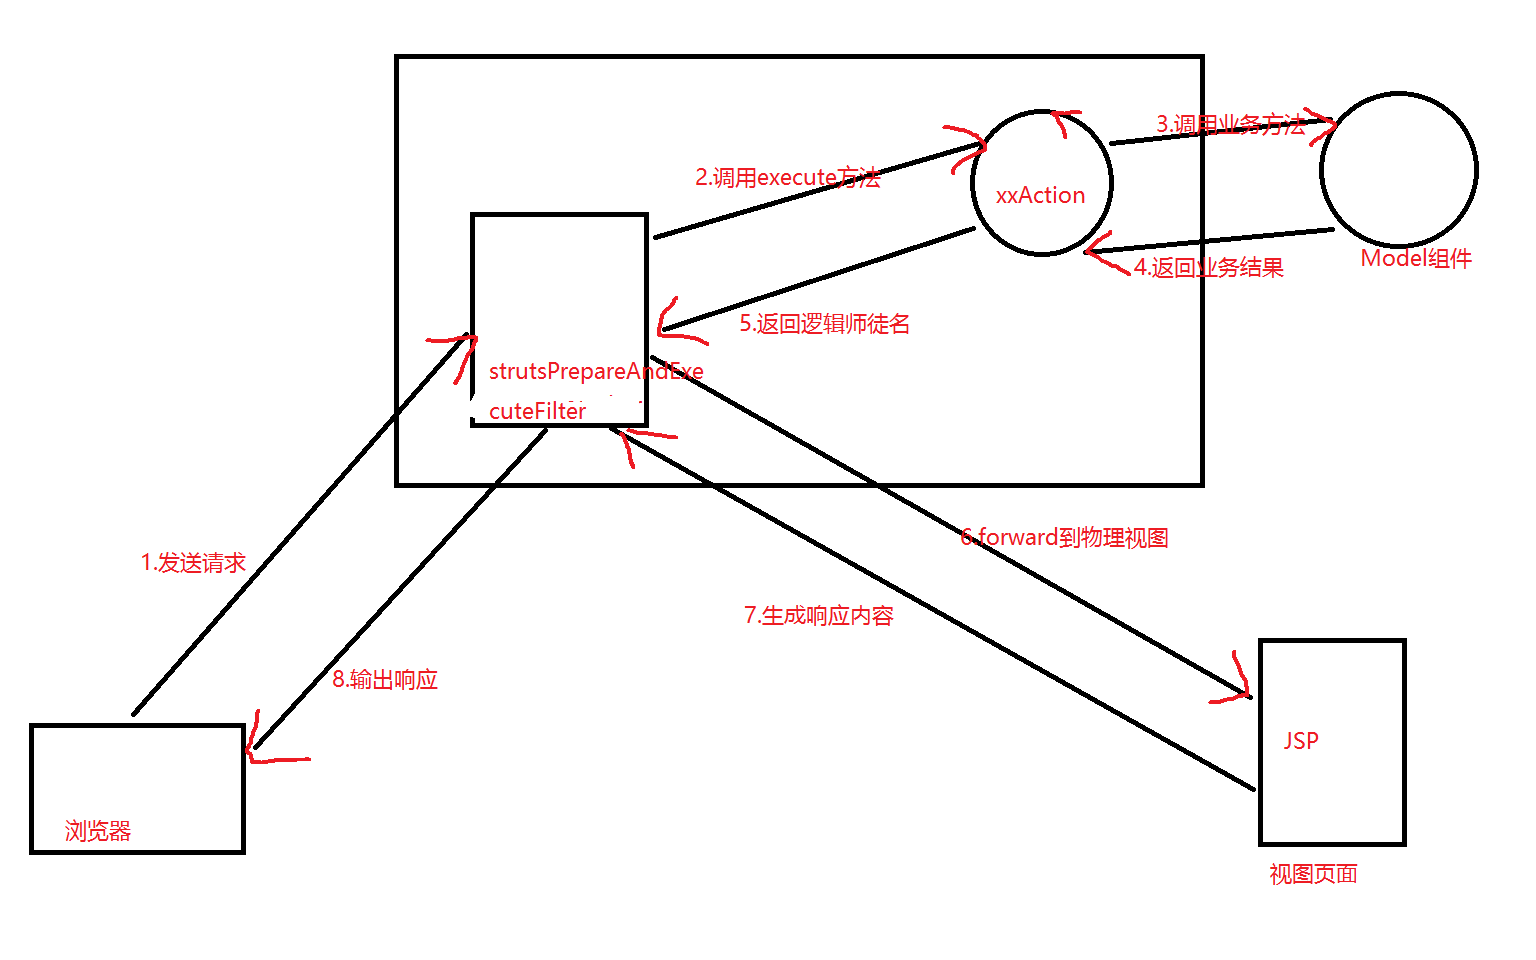 3.调用业务方法
2.调用execute方法
xxAction
Model组件
4.返回业务结果
5.返回逻辑师徒名
strutsPrepareAndExe
cuteFilter
6.forward到物理视图
1.发送请求
7.生成响应内容
8.输出响应
JSP
浏览器
视图页面